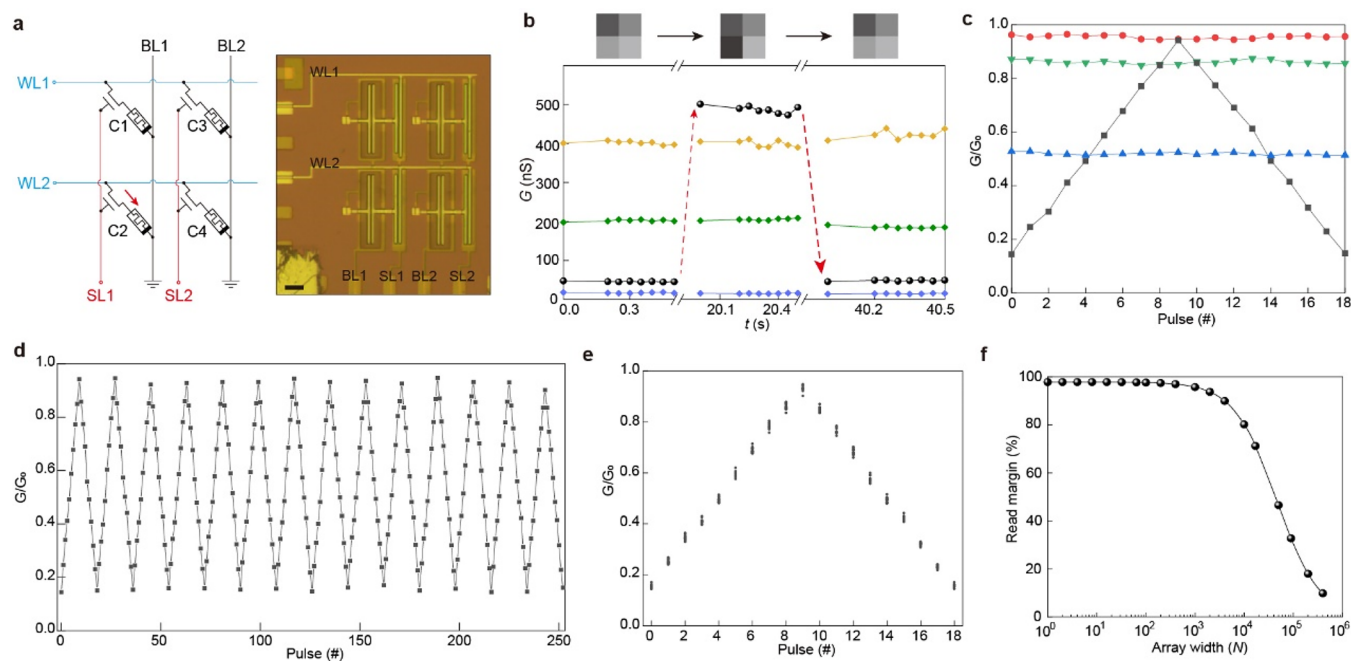 a
BL1 BL2
WL1
C1 C3
WL2
C2 C4
SL1 SL2
WL1
WL2
BL1 SL1 BL2 SL2
b
G (nS)
500
400
300
200
100
0
0.0 0.3 20.1 20.4 40.2 40.5
t (s)
c
G/G₀
1.0
0.8
0.6
0.4
0.2
0.0
0 2 4 6 8 10 12 14 16 18
Pulse (#)
d
G/G₀
1.0
0.8
0.6
0.4
0.2
0.0
0 50 100 150 200 250
Pulse (#)
e
G/G₀
1.0
0.8
0.6
0.4
0.2
0.0
0 2 4 6 8 10 12 14 16 18
Pulse (#)
f
Read margin (%)
100
80
60
40
20
0
10⁰ 10¹ 10² 10³ 10⁴ 10⁵ 10⁶
Array width (N)